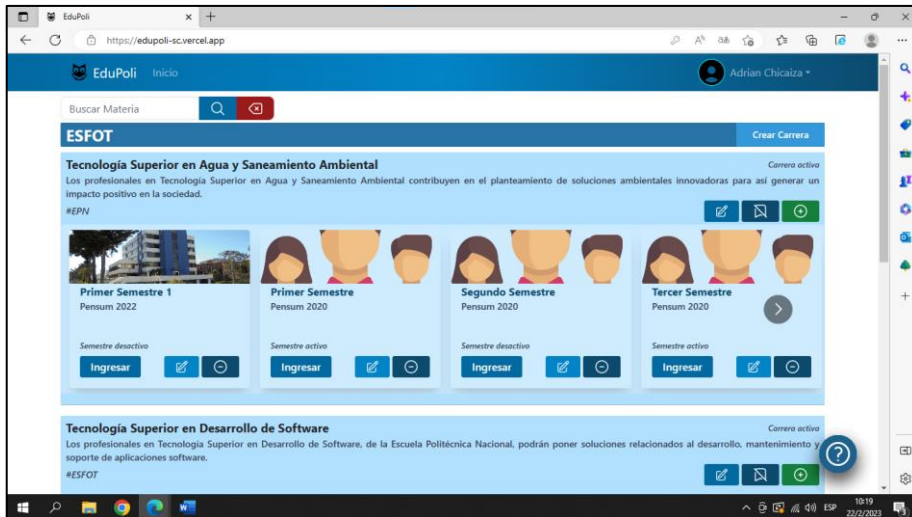 EduPoli
https://edupoli-sc.vercel.app
EduPoli Inicio Adrian Chicaiza
Buscar Materia
ESFOT Crear Carrera
Tecnología Superior en Agua y Saneamiento Ambiental Carrera activa
Los profesionales en Tecnología Superior en Agua y Saneamiento Ambiental contribuyen en el planteamiento de soluciones ambientales innovadoras para así generar un
impacto positivo en la sociedad.
#EPN
Primer Semestre 1 Primer Semestre Segundo Semestre Tercer Semestre
Pensum 2022 Pensum 2020 Pensum 2020 Pensum 2020
Semestre desactivo Semestre activo Semestre desactivo Semestre activo
Ingresar Ingresar Ingresar Ingresar
Tecnología Superior en Desarrollo de Software Carrera activa
Los profesionales en Tecnología Superior en Desarrollo de Software, de la Escuela Politécnica Nacional, podrán poner soluciones relacionados al desarrollo, mantenimiento y
soporte de aplicaciones software.
#ESFOT
ESP 10:19
22/2/2023